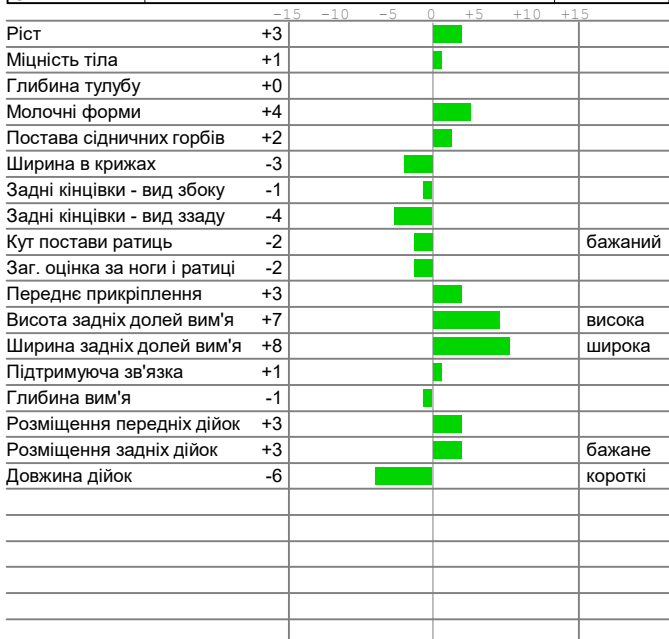 -15 -10 -5 0 +5 +10 +15
Ріст +3
Міцність тіла +1
Глибина тулубу +0
Молочні форми +4
Постава сідничних горбів +2
Ширина в крижах -3
Задні кінцівки - вид збоку -1
Задні кінцівки - вид ззаду -4
Кут постави ратиць -2 бажаний
Заг. оцінка за ноги і ратиці -2
Переднє прикріплення +3
Висота задніх долей вим'я +7 висока
Ширина задніх долей вим'я +8 широка
Підтримуюча зв'язка +1
Глибина вим'я -1
Розміщення передніх дійок +3
Розміщення задніх дійок +3 бажане
Довжина дійок -6 короткі